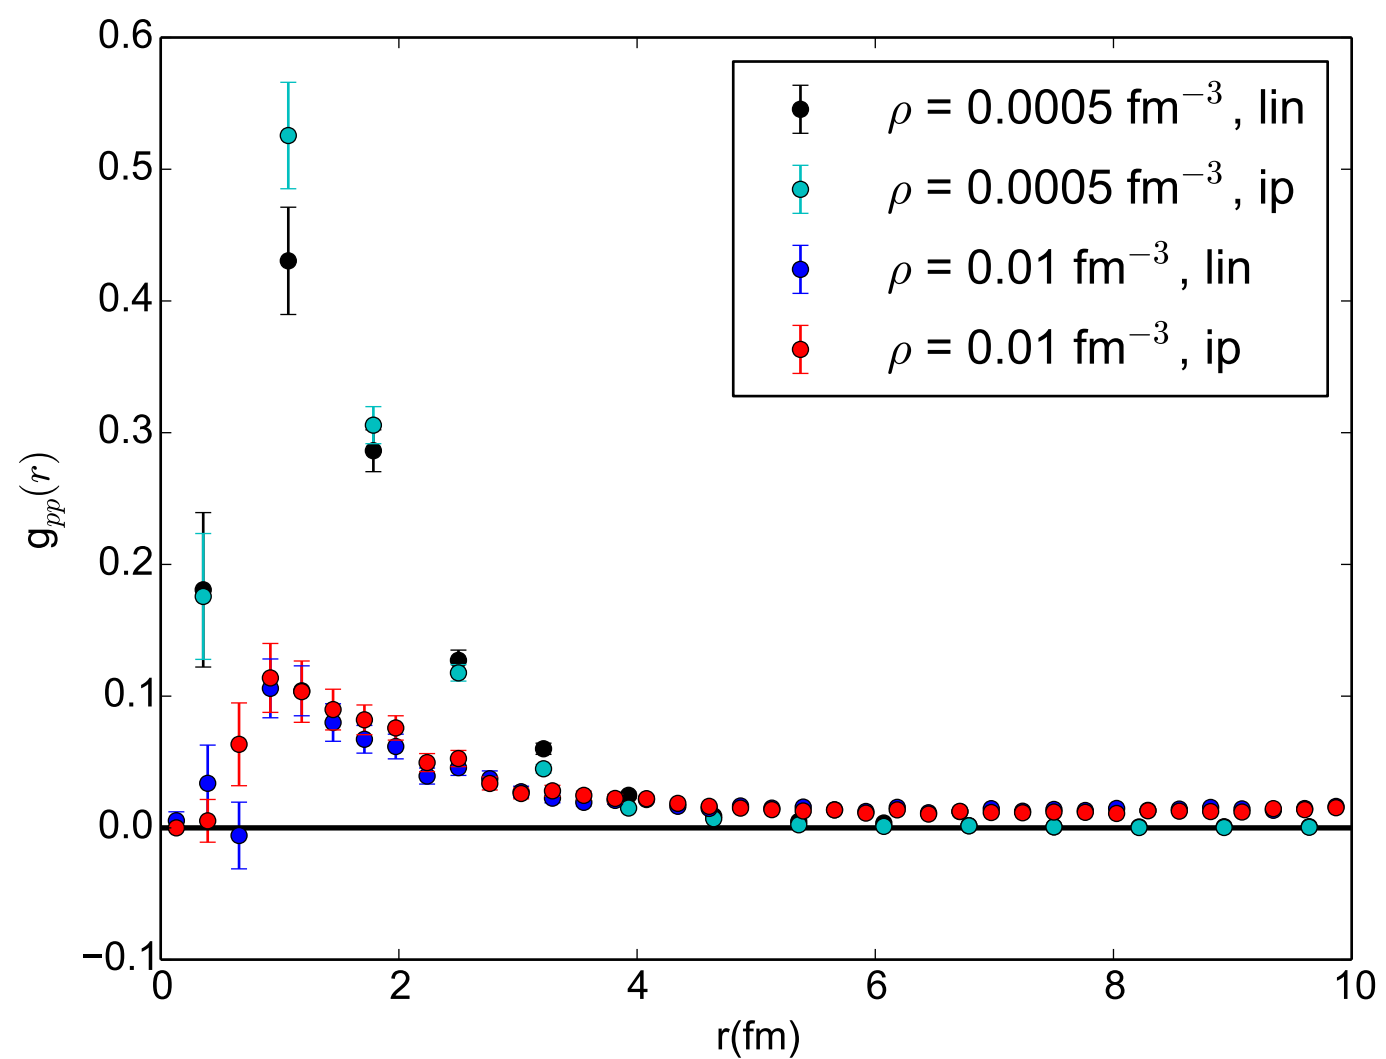 0.6
0.5
0.4
0.3
0.2
0.1
0.0
−0.1
0 2 4 6 8 10
g_{pp}(r)
r(fm)
ρ = 0.0005 fm^{−3} , lin
ρ = 0.0005 fm^{−3} , ip
ρ = 0.01 fm^{−3} , lin
ρ = 0.01 fm^{−3} , ip